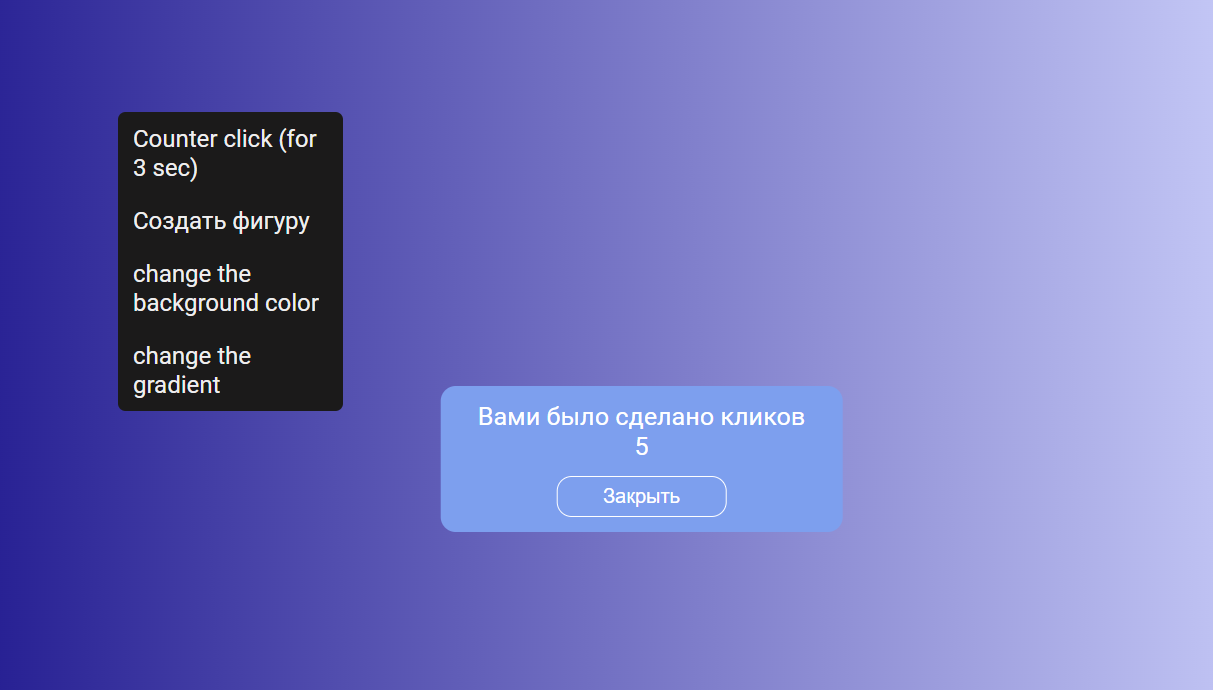 Counter click (for
3 sec)
Создать фигуру
change the
background color
change the
gradient
Вами было сделано кликов
5
Закрыть